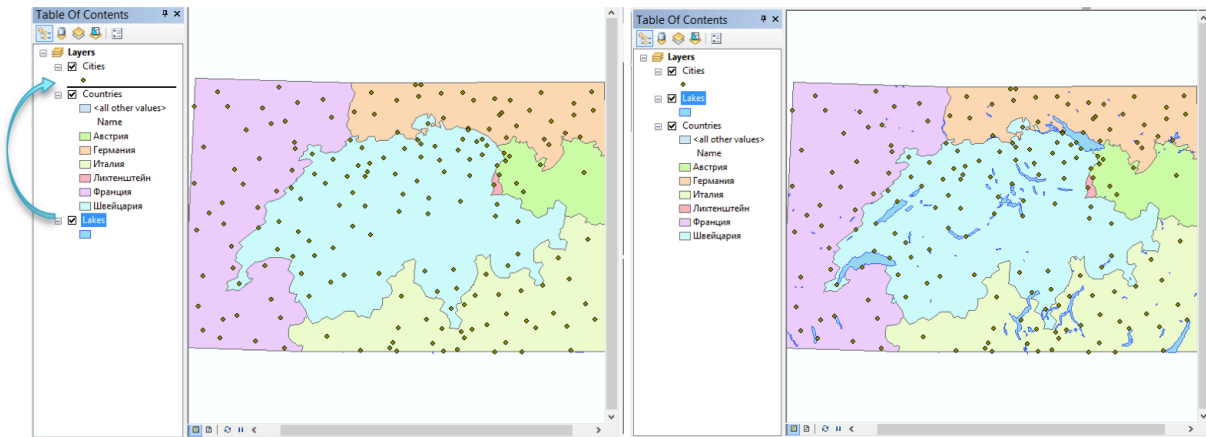 Table Of Contents
Layers
Cities
Countries
<all other values>
Name
Австрия
Германия
Италия
Лихтенштейн
Франция
Швейцария
Lakes
Table Of Contents
Layers
Cities
Lakes
Countries
<all other values>
Name
Австрия
Германия
Италия
Лихтенштейн
Франция
Швейцария